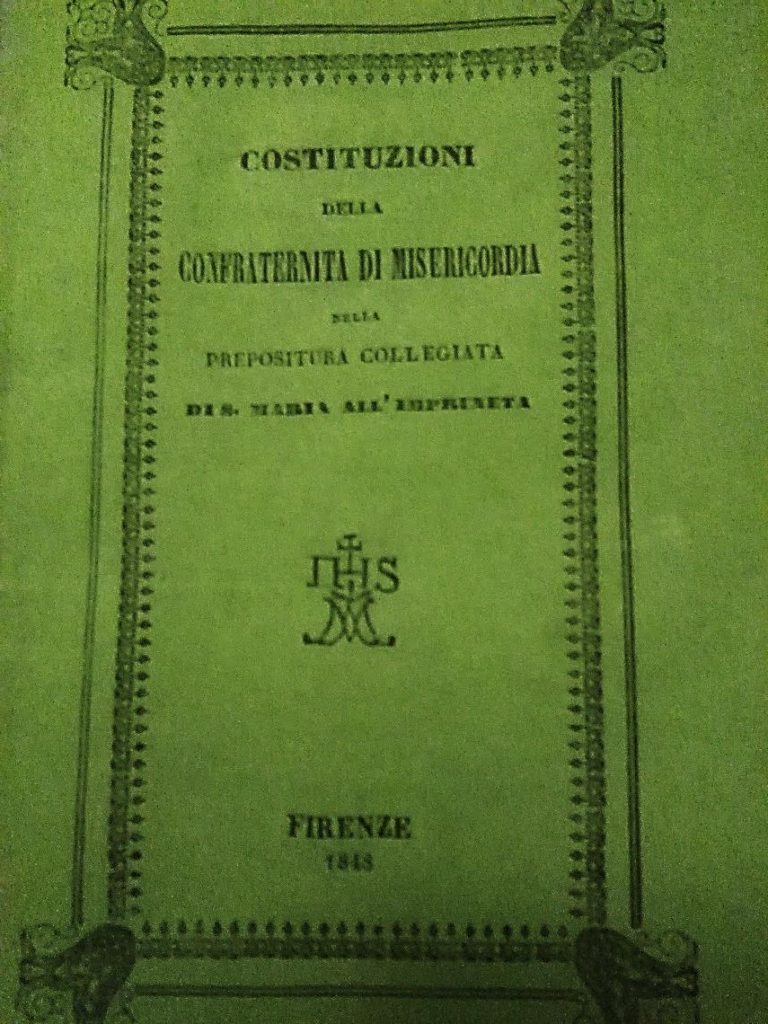 COSTITUZIONI
DELLA
CONFRATERNITA DI MISERICORDIA
NELLA
PREPOSITURA COLLEGIATA
DI S. MARIA ALL'IMPRUNETA
IHS
FIRENZE